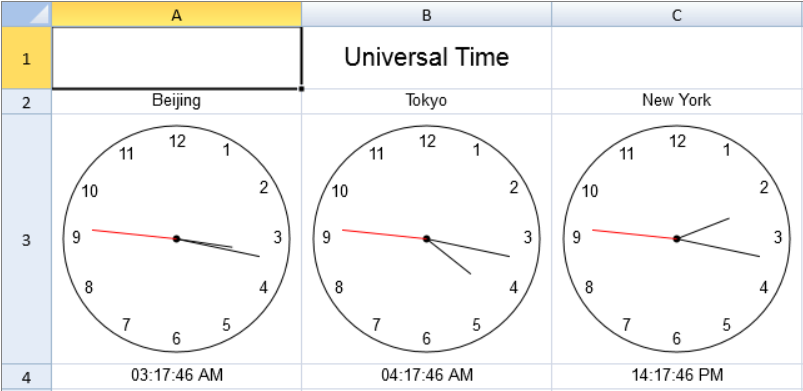 A B C
1 Universal Time
2 Beijing Tokyo New York
3
12 12 12
11 1 11 1 11 1
10 2 10 2 10 2
9 3 9 3 9 3
8 4 8 4 8 4
7 5 7 5 7 5
6 6 6
4 03:17:46 AM 04:17:46 AM 14:17:46 PM